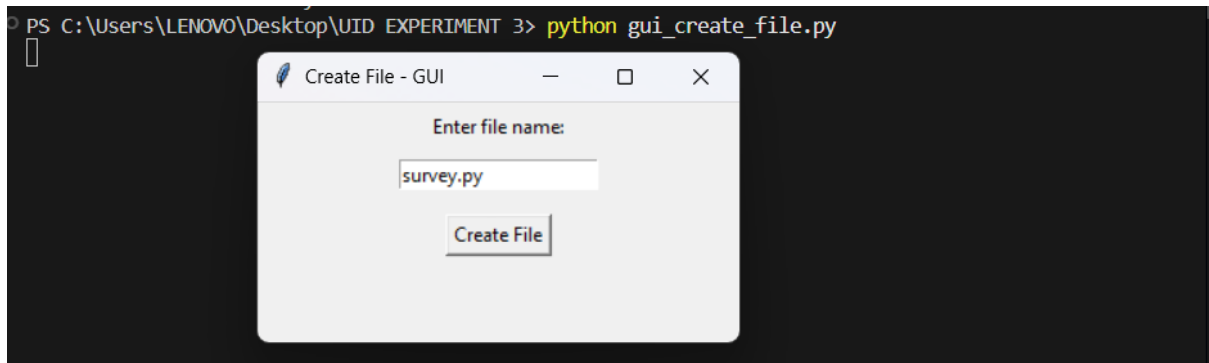 PS C:\Users\LENOVO\Desktop\UID EXPERIMENT 3> python gui_create_file.py
Create File - GUI
Enter file name:
survey.py
Create File